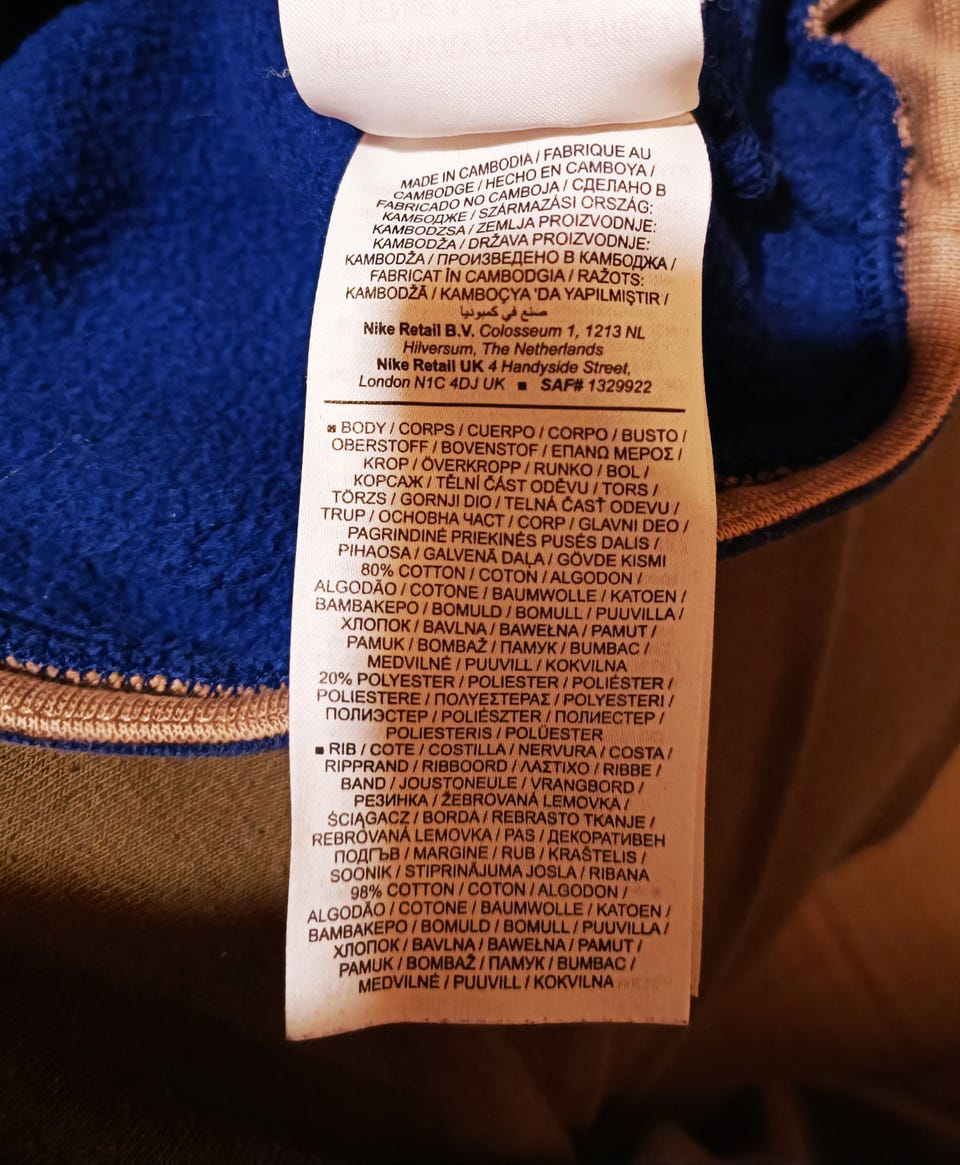 MADE IN CAMBODIA / FABRIQUE AU
CAMBODGE / HECHO EN CAMBOYA /
FABRICADO NO CAMBOJA / СДЕЛАНО В
КАМБОДЖЕ / SZÁRMAZÁSI ORSZÁG:
KAMBODZSA / ZEMLJA PROIZVODNJE:
KAMBODŽA / DRŽAVA PROIZVODNJE:
KAMBODŽA / ПРОИЗВЕДЕНО В КАМБОДЖА /
FABRICAT ÎN CAMBODGIA / RAŽOTS:
KAMBODŽĀ / KAMBOÇYA 'DA YAPILMIŞTIR /
صنع في كمبوديا
Nike Retail B.V. Colosseum 1, 1213 NL
Hilversum, The Netherlands
Nike Retail UK 4 Handyside Street,
London N1C 4DJ UK ■ SAF# 1329922
BODY / CORPS / CUERPO / CORPO / BUSTO /
OBERSTOFF / BOVENSTOF / ΕΠΑΝΩ ΜΕΡΟΣ /
KROP / ÖVERKROPP / RUNKO / BOL /
КОРСАЖ / TĚLNÍ ČÁST ODĚVU / TORS /
TÖRZS / GORNJI DIO / TELNÁ ČASŤ ODEVU /
TRUP / ОСНОВНА ЧАСТ / CORP / GLAVNI DEO /
PAGRINDINĖ PRIEKINĖS PUSĖS DALIS /
PIHAOSA / GALVENĀ DAĻA / GÖVDE KISMI
80% COTTON / COTON / ALGODON /
ALGODÃO / COTONE / BAUMWOLLE / KATOEN /
ΒΑΜΒΑΚΕΡΟ / BOMULD / BOMULL / PUUVILLA /
ХЛОПОК / BAVLNA / BAWEŁNA / PAMUT /
PAMUK / BOMBAŽ / ПАМУК / BUMBAC /
MEDVILNĖ / PUUVILL / KOKVILNA
20% POLYESTER / POLIESTER / POLIÉSTER /
POLIESTERE / ΠΟΛΥΕΣΤΕΡΑΣ / POLYESTERI /
ПОЛИЭСТЕР / POLIÉSZTER / ПОЛИЕСТЕР /
POLIESTERIS / POLÜESTER
■ RIB / COTE / COSTILLA / NERVURA / COSTA /
RIPPRAND / RIBBOORD / ΛΑΣΤΙΧΟ / RIBBE /
BAND / JOUSTONEULE / VRANGBORD /
РЕЗИНКА / ŽEBROVANÁ LEMOVKA /
ŚCIĄGACZ / BORDA / REBRASTO TKANJE /
REBROVANÁ LEMOVKA / PAS / ДЕКОРАТИВЕН
ПОДГЪВ / MARGINE / RUB / KRAŠTELIS /
SOONIK / STIPRINĀJUMA JOSLA / RIBANA
98% COTTON / COTON / ALGODON /
ALGODÃO / COTONE / BAUMWOLLE / KATOEN /
ΒΑΜΒΑΚΕΡΟ / BOMULD / BOMULL / PUUVILLA /
ХЛОПОК / BAVLNA / BAWEŁNA / PAMUT /
PAMUK / BOMBAŽ / ПАМУК / BUMBAC /
MEDVILNĖ / PUUVILL / KOKVILNA